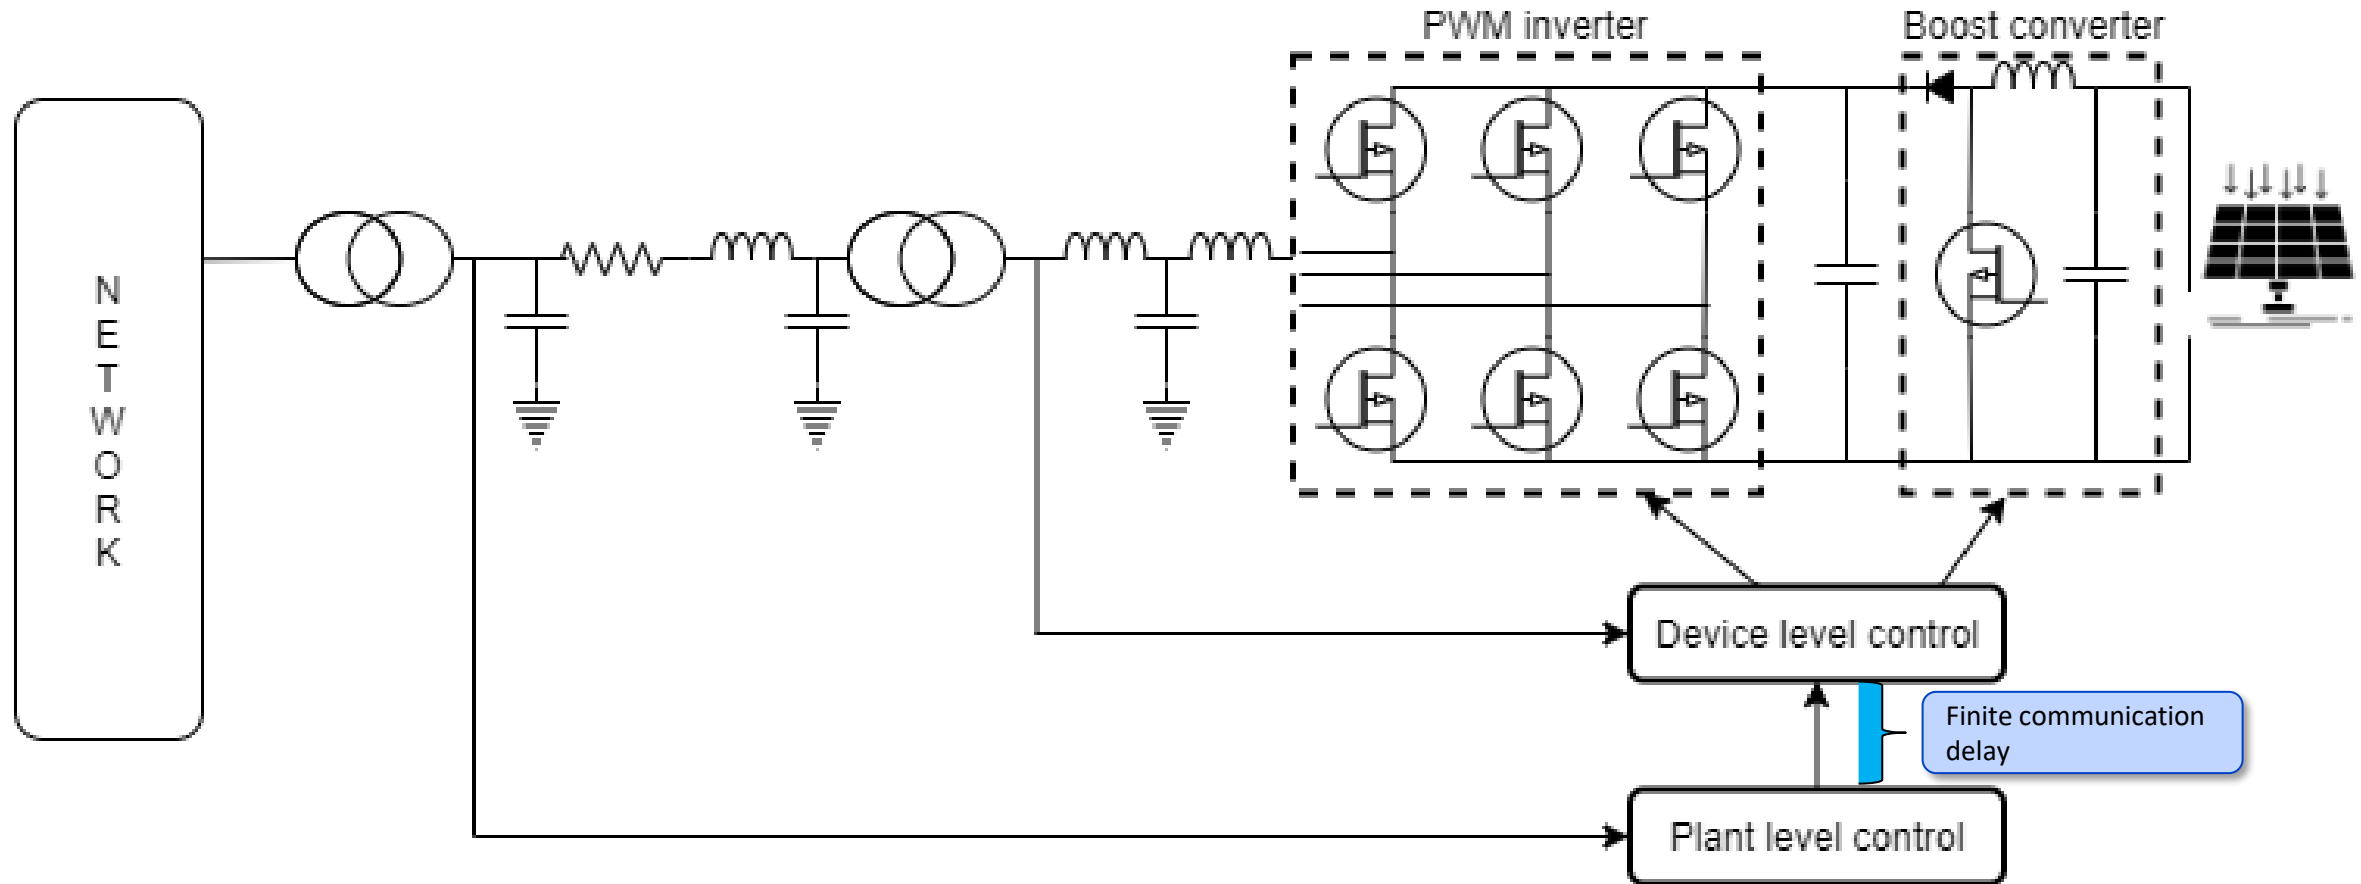 PWM inverter
Boost converter
N
E
T
W
O
R
K
Device level control
Finite communication
delay
Plant level control